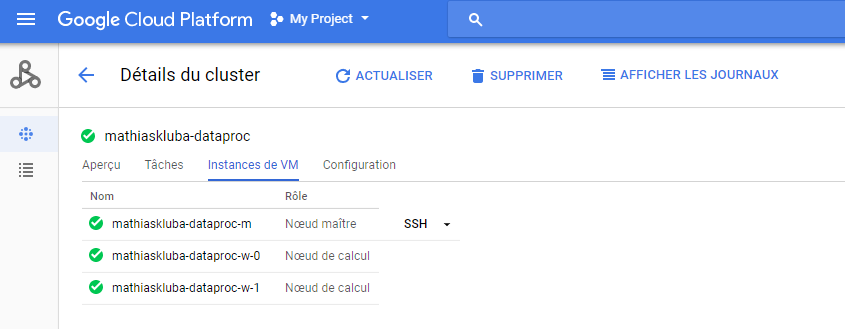 Google Cloud Platform My Project
Détails du cluster ACTUALISER SUPPRIMER AFFICHER LES JOURNAUX
mathiaskluba-dataproc
Aperçu Tâches Instances de VM Configuration
Nom Rôle
mathiaskluba-dataproc-m Nœud maître SSH
mathiaskluba-dataproc-w-0 Nœud de calcul
mathiaskluba-dataproc-w-1 Nœud de calcul